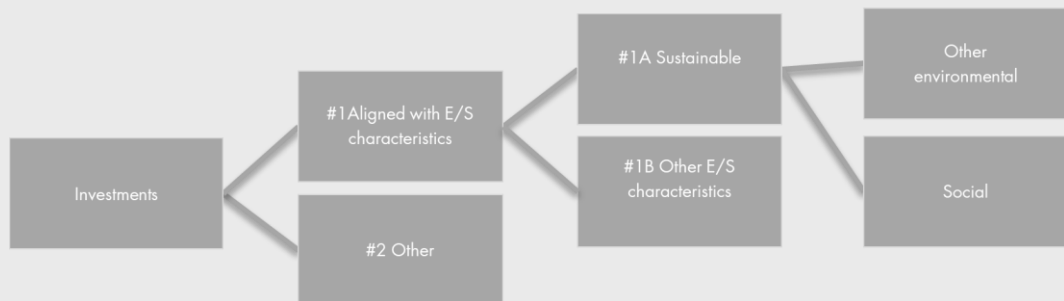 Investments
#1Aligned with E/S
characteristics
#2 Other
#1A Sustainable
#1B Other E/S
characteristics
Other
environmental
Social